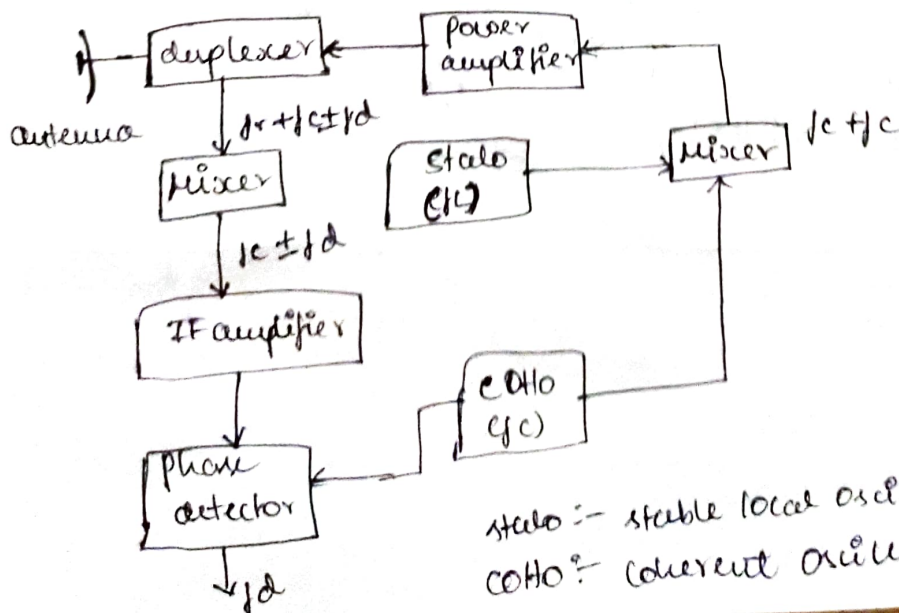 duplexer
power
amplifier
antenna
fr+fc±fd
Mixer
stalo
(fc)
Mixer
fc+fc
fc±fd
IF amplifier
COHO
(fc)
phase
detector
fd
stalo :- stable local osci
COHO :- coherent oscill